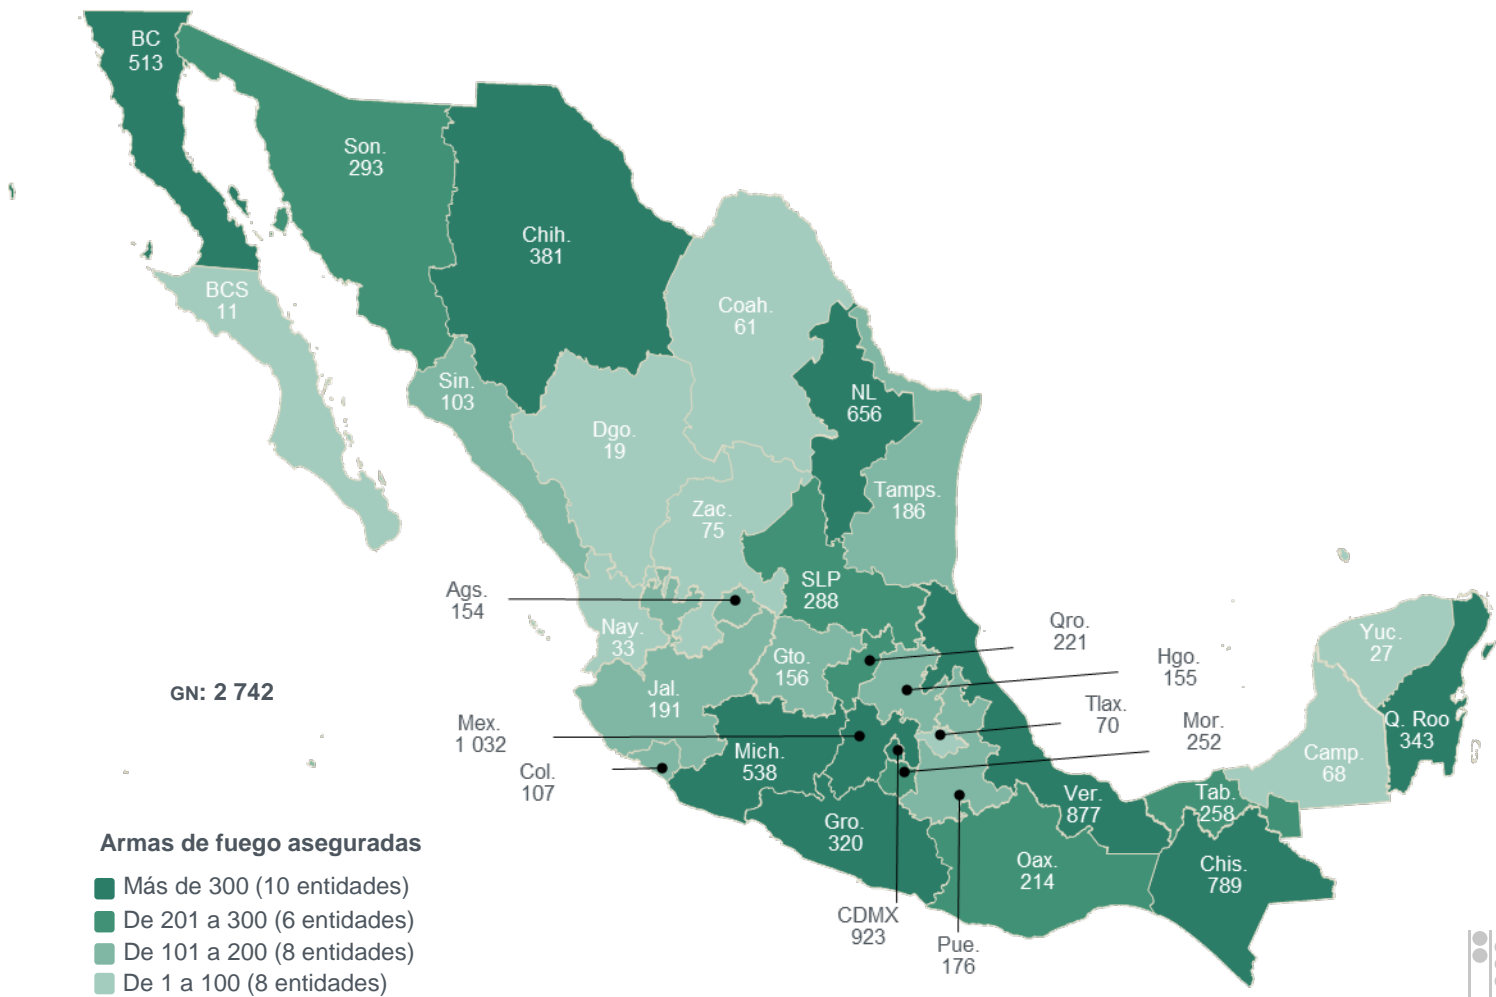 BC
513
Son.
293
Chih.
381
BCS
11
Coah.
61
Sin.
103
NL
656
Dgo.
19
Tamps.
186
Zac.
75
SLP
288
Ags.
154
Nay.
33
Gto.
156
Qro.
221
Hgo.
155
Yuc.
27
GN: 2 742
Jal.
191
Tlax.
70
Mor.
252
Q. Roo
343
Mex.
1 032
Mich.
538
Camp.
68
Col.
107
Ver.
877
Tab.
258
Gro.
320
Oax.
214
Chis.
789
CDMX
923
Pue.
176
Armas de fuego aseguradas
Más de 300 (10 entidades)
De 201 a 300 (6 entidades)
De 101 a 200 (8 entidades)
De 1 a 100 (8 entidades)